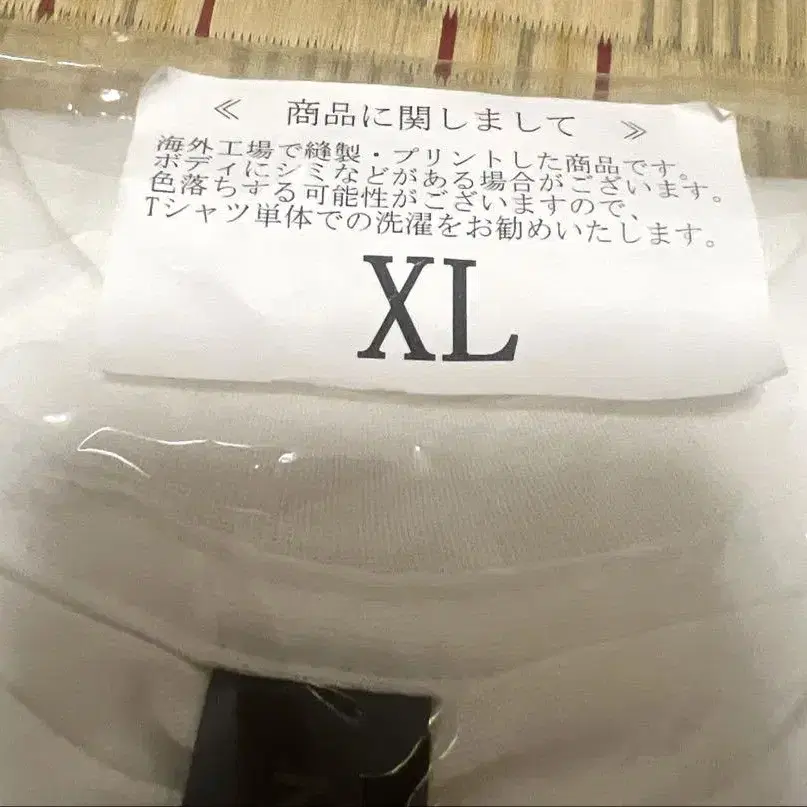 ≪ 商品に関しまして ≫
海外工場で縫製・プリントした商品です。
ボディにシミなどがある場合がございます。
色落ちする可能性がございますので、
Tシャツ単体での洗濯をお勧めいたします。
XL